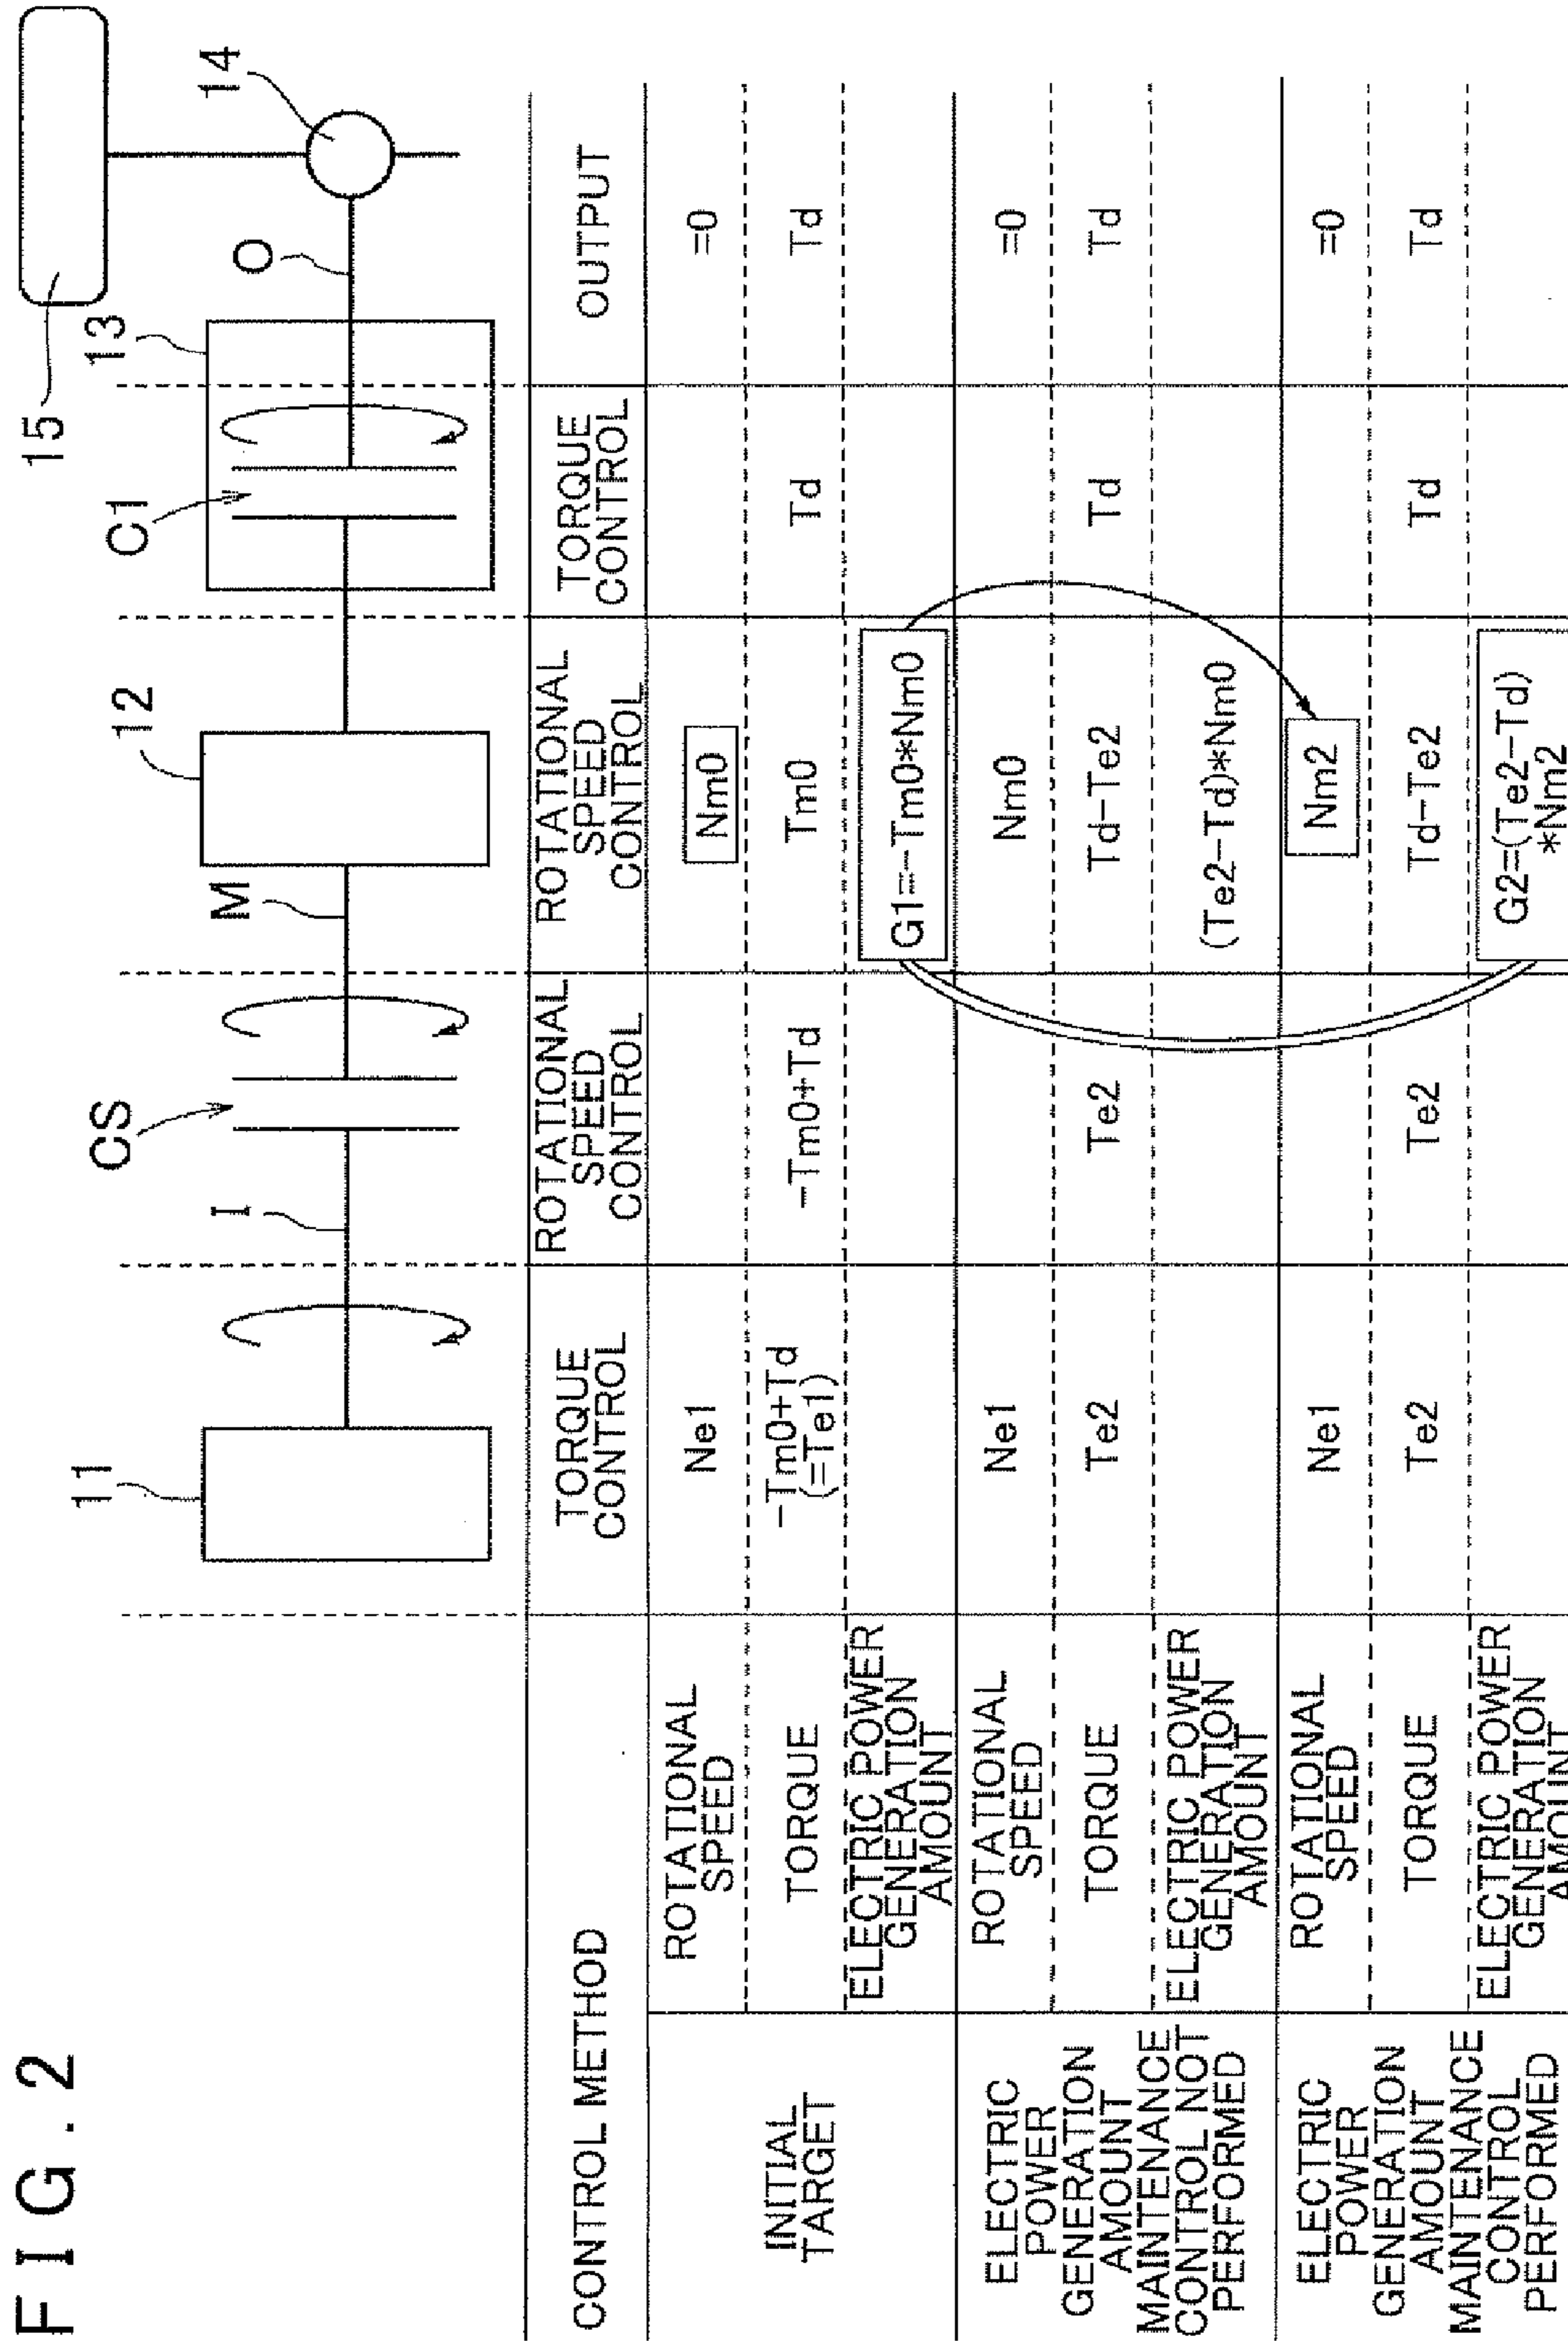 FIG. 2
11
I
CS
M
12
C1
13
O
14
15
CONTROL METHOD
TORQUE
CONTROL
ROTATIONAL
SPEED
CONTROL
ROTATIONAL
SPEED
CONTROL
TORQUE
CONTROL
OUTPUT
INITIAL
TARGET
ROTATIONAL
SPEED
Ne1
Nm0
=0
TORQUE
-Tm0+Td
(=Te1)
-Tm0+Td
Tm0
Td
Td
ELECTRIC POWER
GENERATION
AMOUNT
G1=-Tm0*Nm0
ELECTRIC
POWER
GENERATION
AMOUNT
MAINTENANCE
CONTROL NOT
PERFORMED
ROTATIONAL
SPEED
Ne1
Nm0
=0
TORQUE
Te2
Te2
Td-Te2
Td
Td
ELECTRIC POWER
GENERATION
AMOUNT
(Te2-Td)*Nm0
ELECTRIC
POWER
GENERATION
AMOUNT
MAINTENANCE
CONTROL
PERFORMED
ROTATIONAL
SPEED
Ne1
Nm2
=0
TORQUE
Te2
Te2
Td-Te2
Td
Td
ELECTRIC POWER
GENERATION
AMOUNT
G2=(Te2-Td)
*Nm2